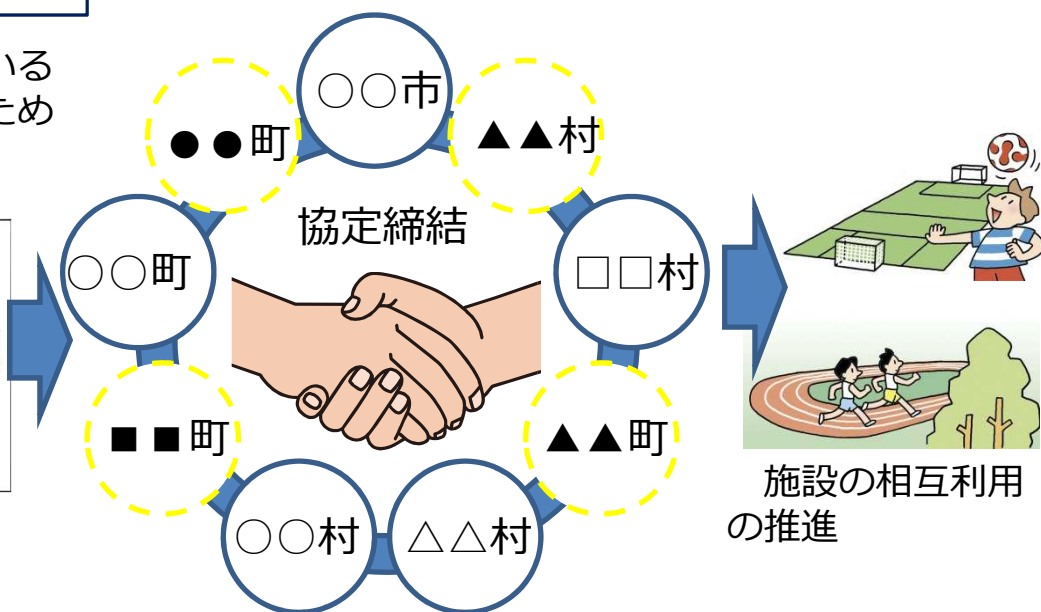 いる
ため
○○市
●●町
▲▲村
協定締結
○○町
□□村
■■町
▲▲町
○○村
△△村
施設の相互利用
の推進